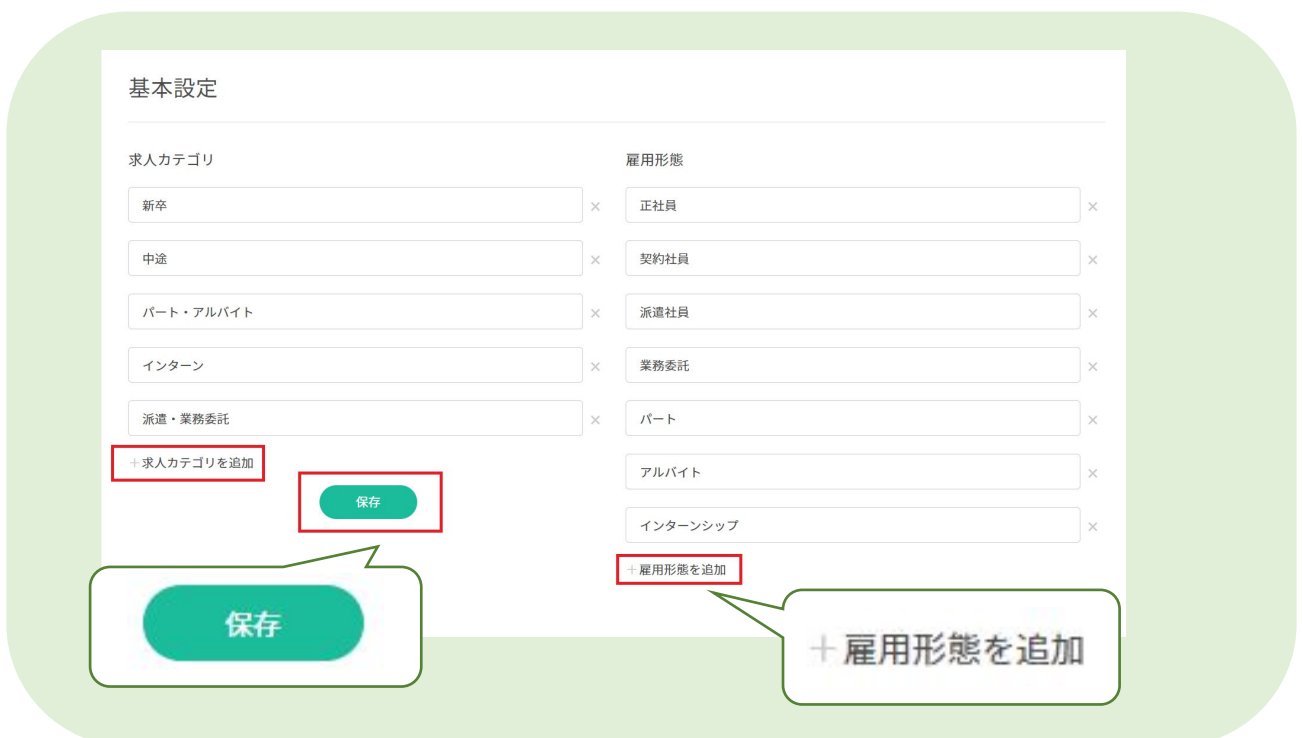 基本設定
求人カテゴリ
新卒 ×
中途 ×
パート・アルバイト ×
インターン ×
派遣・業務委託 ×
+求人カテゴリを追加
保存
保存
雇用形態
正社員 ×
契約社員 ×
派遣社員 ×
業務委託 ×
パート ×
アルバイト ×
インターンシップ ×
+雇用形態を追加
+雇用形態を追加